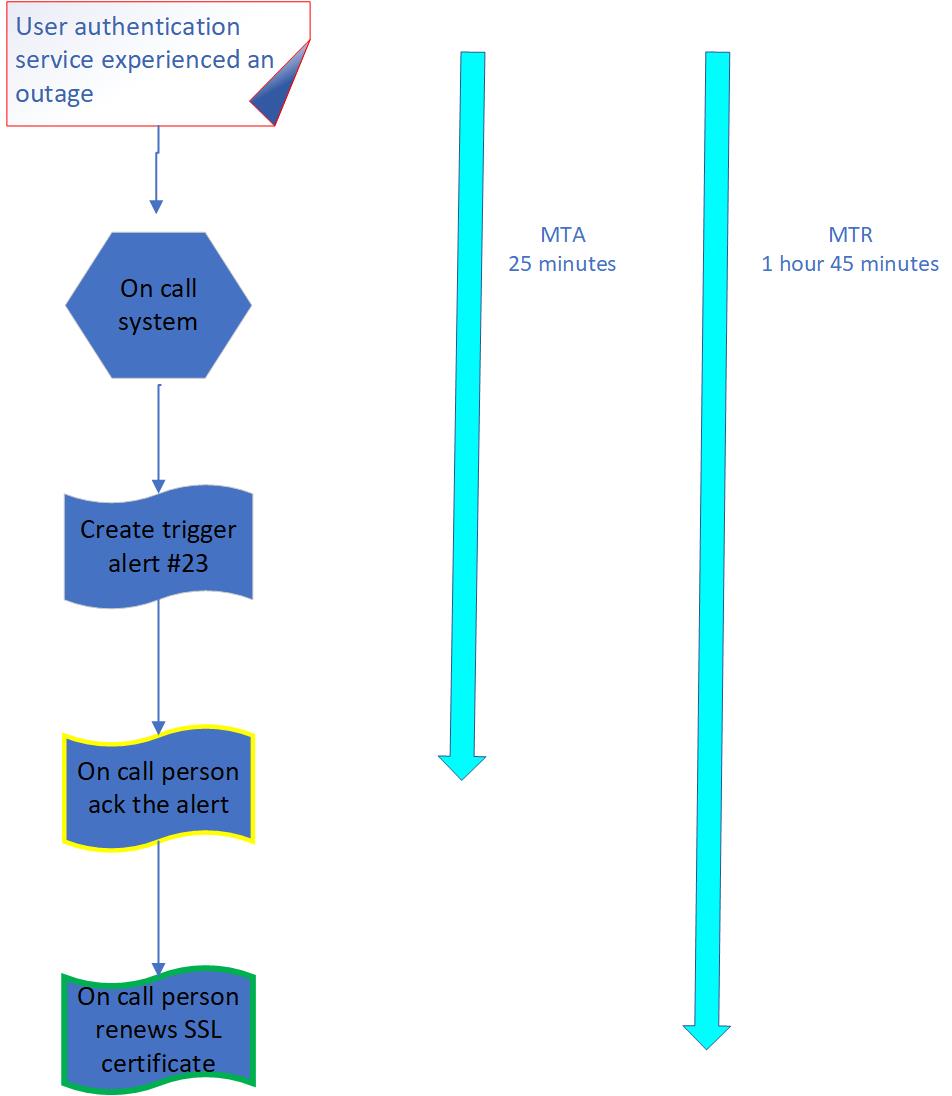 User authentication
service experienced an
outage
On call
system
Create trigger
alert #23
On call person
ack the alert
On call person
renews SSL
certificate
MTA
25 minutes
MTR
1 hour 45 minutes